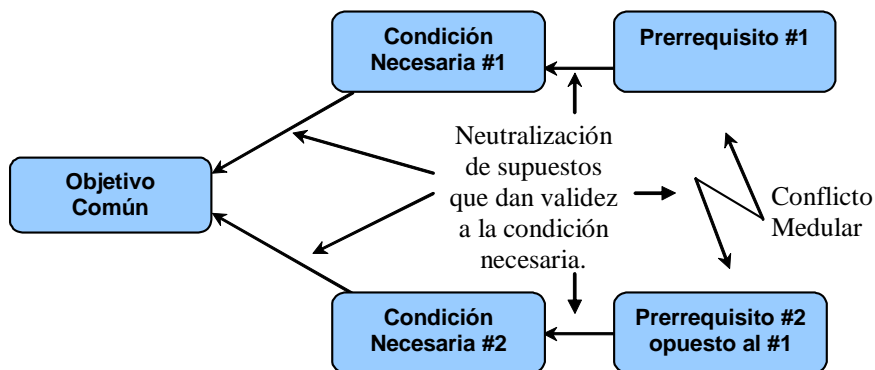 Condición
Necesaria #1
Prerrequisito #1
Neutralización
de supuestos
que dan validez
a la condición
necesaria.
Objetivo
Común
Conflicto
Medular
Condición
Necesaria #2
Prerrequisito #2
opuesto al #1